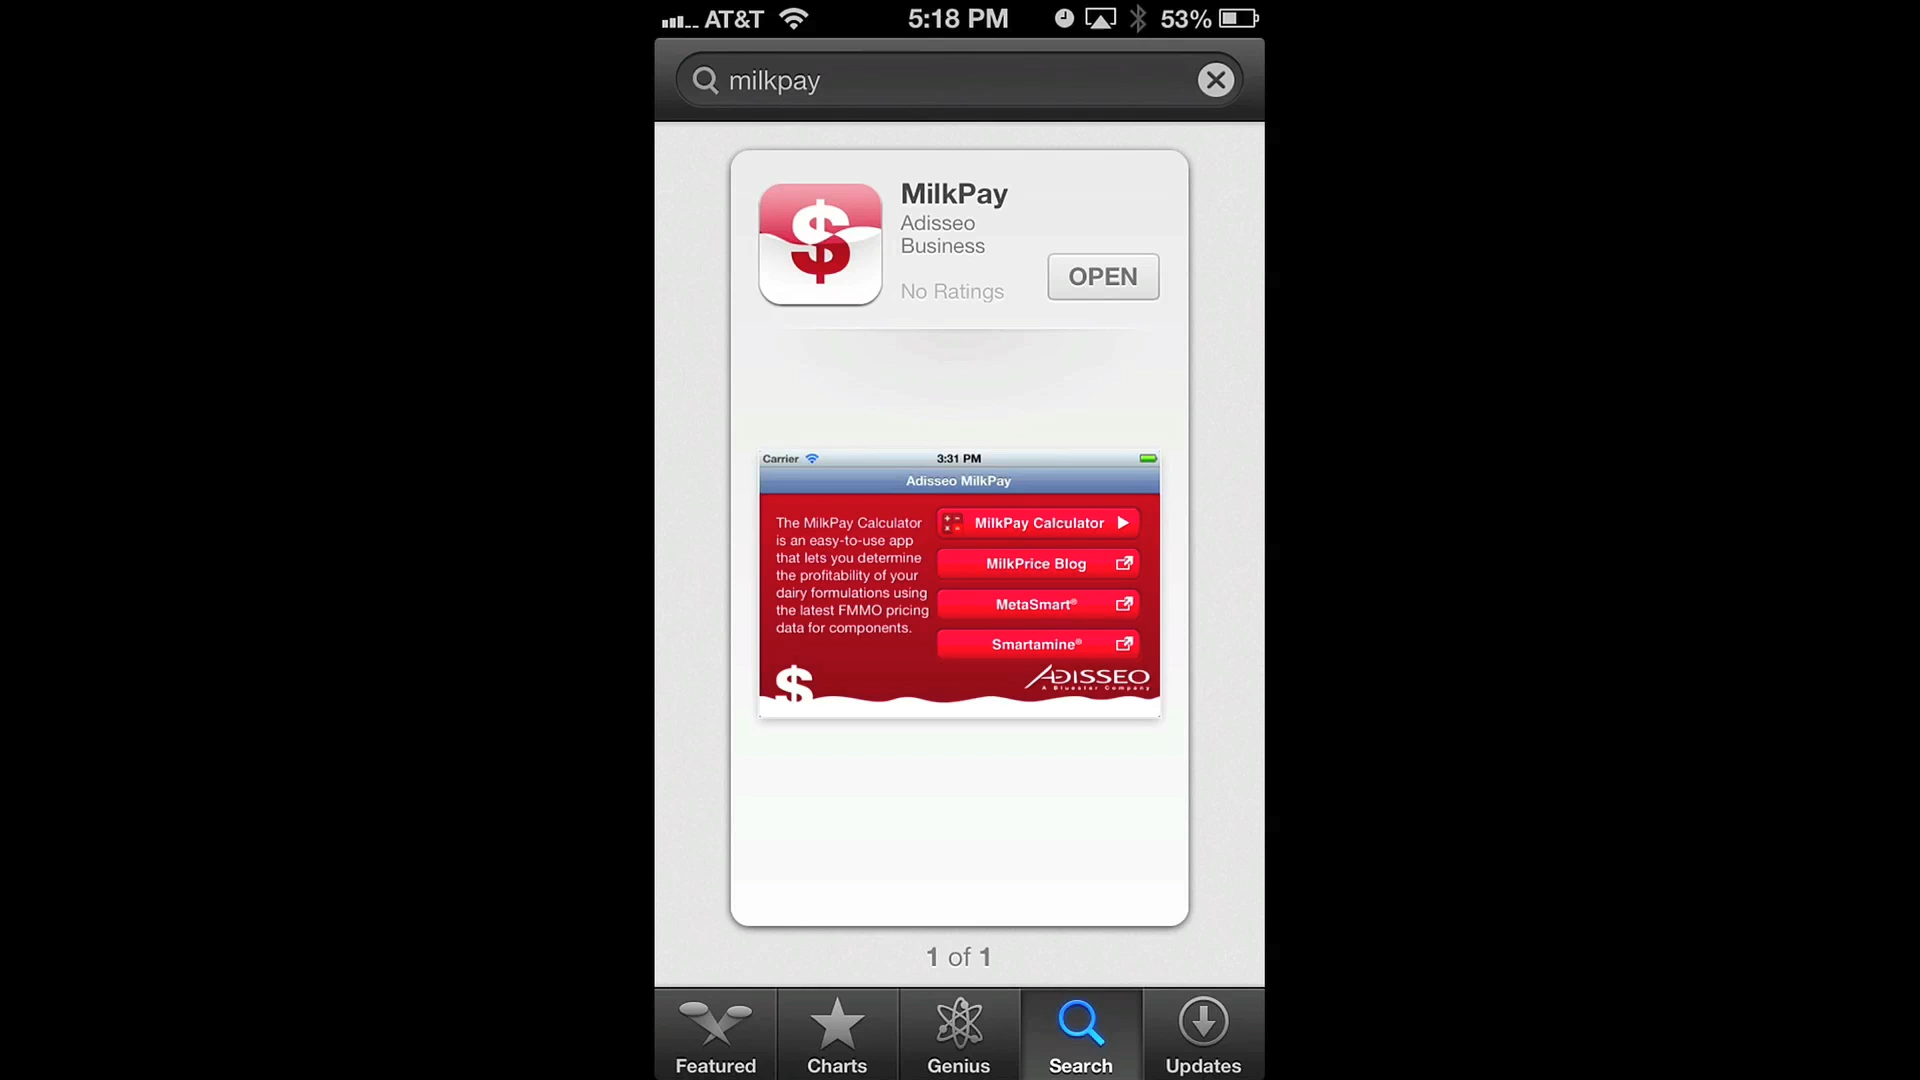 AT&T 5:18 PM 53%
milkpay
MilkPay
Adisseo
Business
No Ratings
OPEN
Carrier 3:31 PM
Adisseo MilkPay
The MilkPay Calculator
is an easy-to-use app
that lets you determine
the profitability of your
dairy formulations using
the latest FMMO pricing
data for components.
MilkPay Calculator
MilkPrice Blog
MetaSmart®
Smartamine®
$
ADISSEO
A Bluestar Company
1 of 1
Featured Charts Genius Search Updates